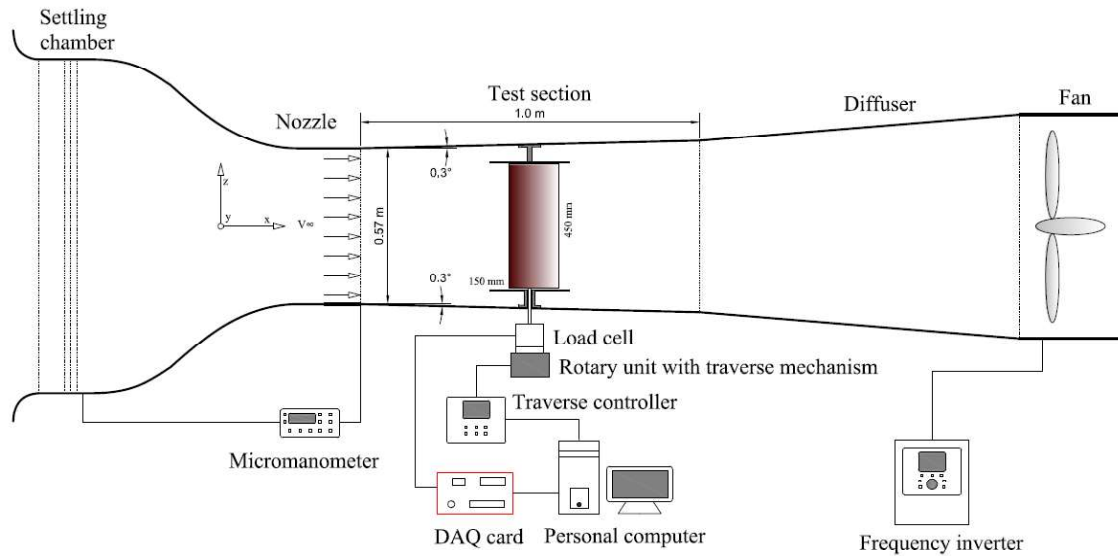 Settling
chamber
Nozzle
Test section
1.0 m
Diffuser
Fan
0,3°
z
y
x
V∞
0.57 m
450 mm
150 mm
0.3°
Load cell
Rotary unit with traverse mechanism
Traverse controller
Micromanometer
DAQ card
Personal computer
Frequency inverter